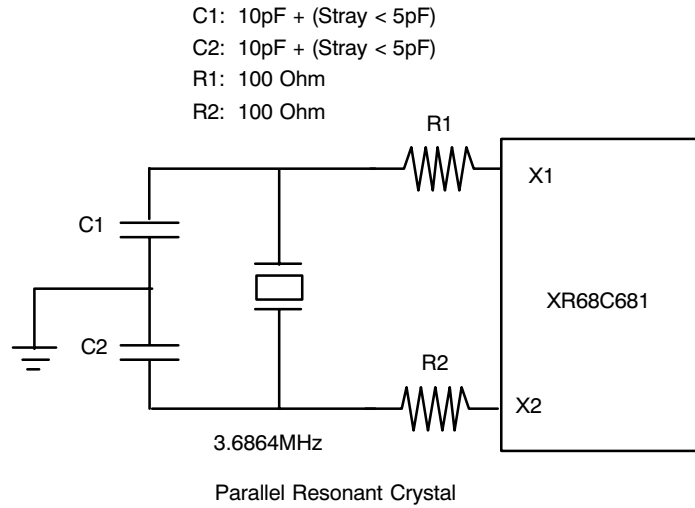 C1: 10pF + (Stray < 5pF)
C2: 10pF + (Stray < 5pF)
R1: 100 Ohm
R2: 100 Ohm
R1
X1
C1
XR68C681
C2
R2
X2
3.6864MHz
Parallel Resonant Crystal